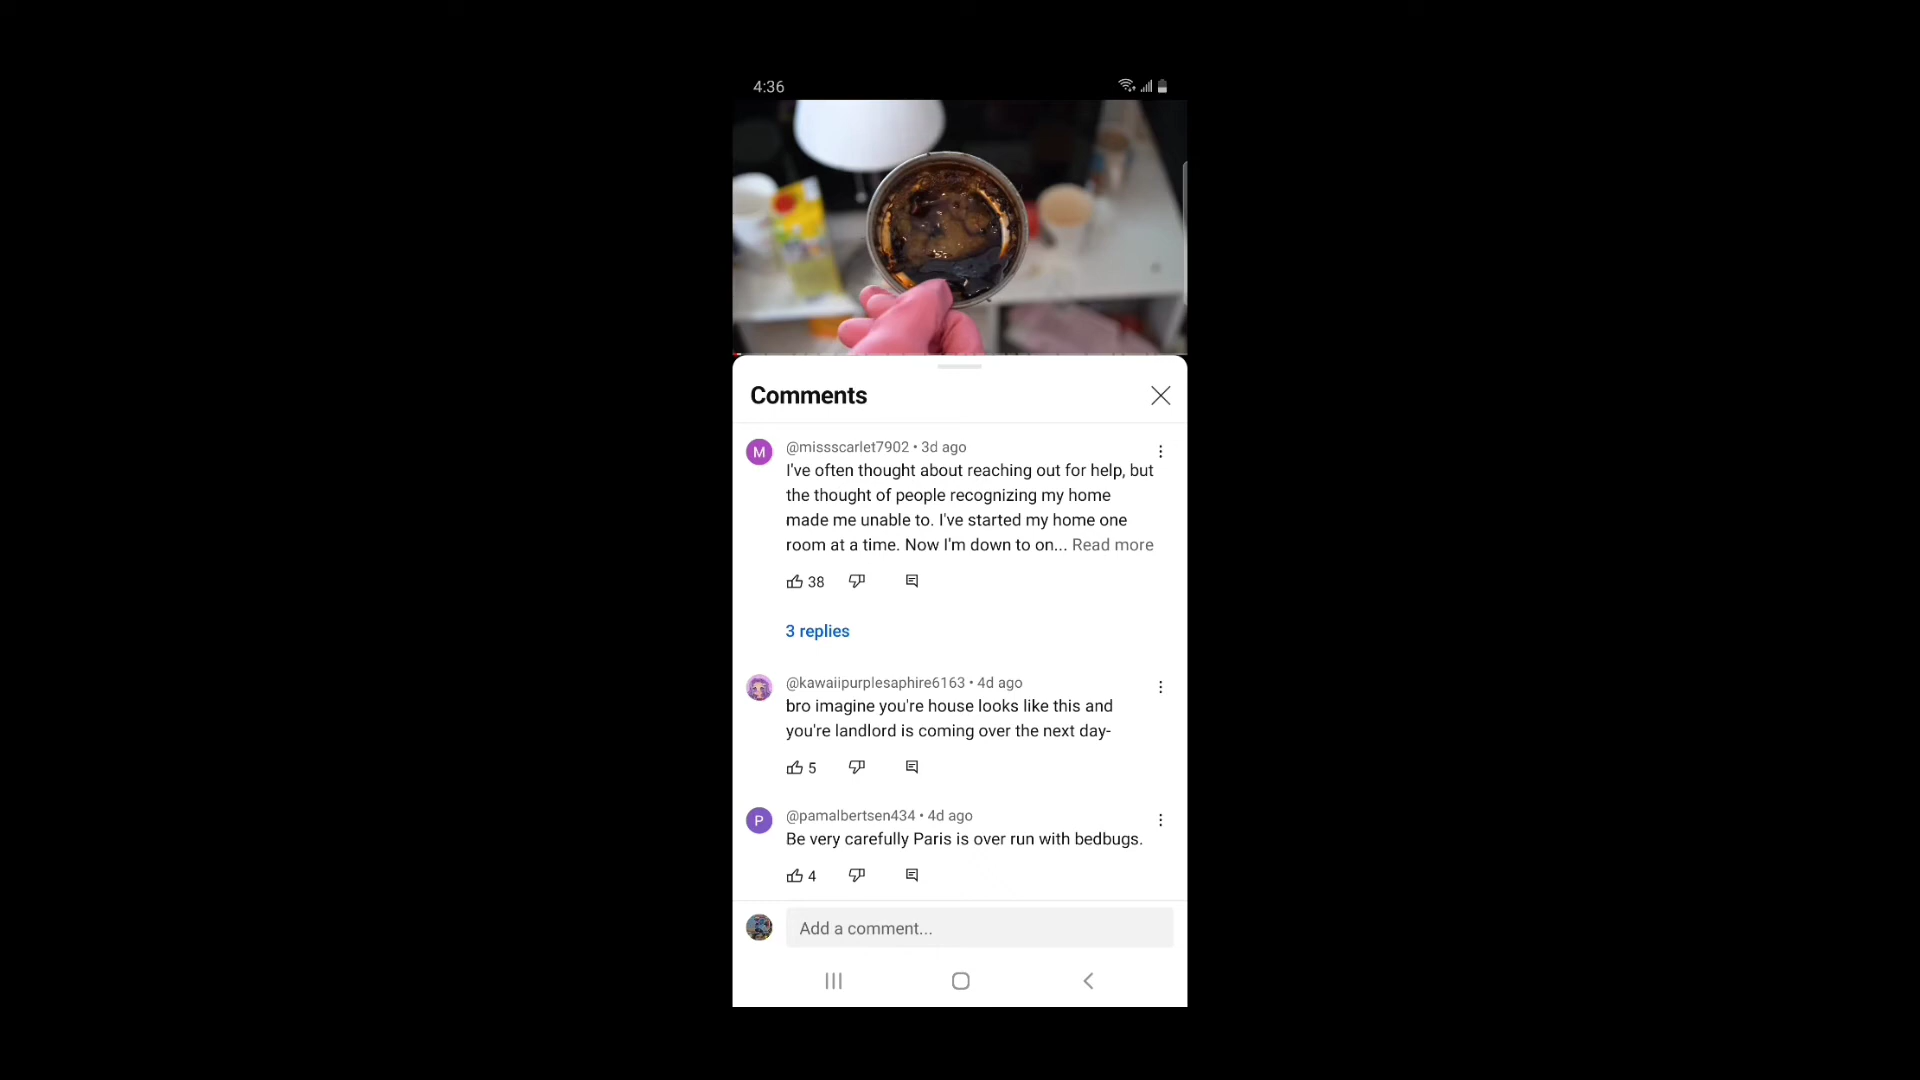 4:36
Comments
M
@missscarlet7902 • 3d ago
I've often thought about reaching out for help, but
the thought of people recognizing my home
made me unable to. I've started my home one
room at a time. Now I'm down to on... Read more
38
3 replies
@kawaiipurplesaphire6163 • 4d ago
bro imagine you're house looks like this and
you're landlord is coming over the next day-
5
P
@pamalbertsen434 • 4d ago
Be very carefully Paris is over run with bedbugs.
4
Add a comment...